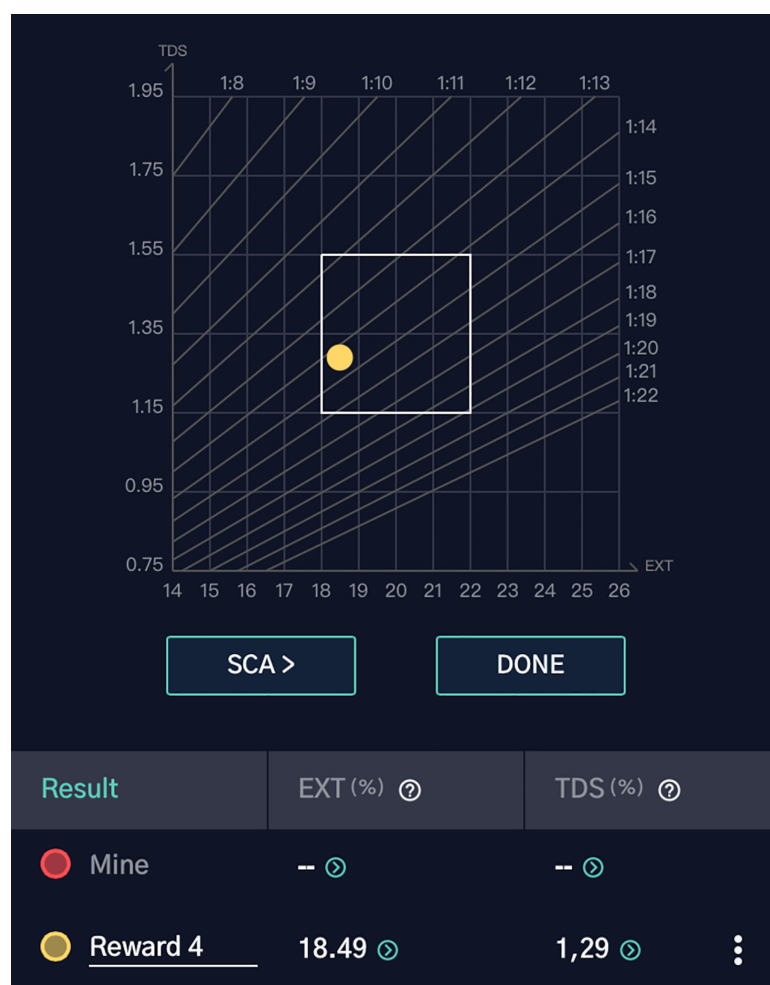 TDS
1:8 1:9 1:10 1:11 1:12 1:13
1.95
1:14
1.75
1:15
1:16
1.55
1:17
1:18
1.35
1:19
1:20
1:21
1:22
1.15
0.95
0.75
EXT
14 15 16 17 18 19 20 21 22 23 24 25 26
SCA > DONE
Result EXT (%) ? TDS (%) ?
Mine -- --
Reward 4 18.49 1,29